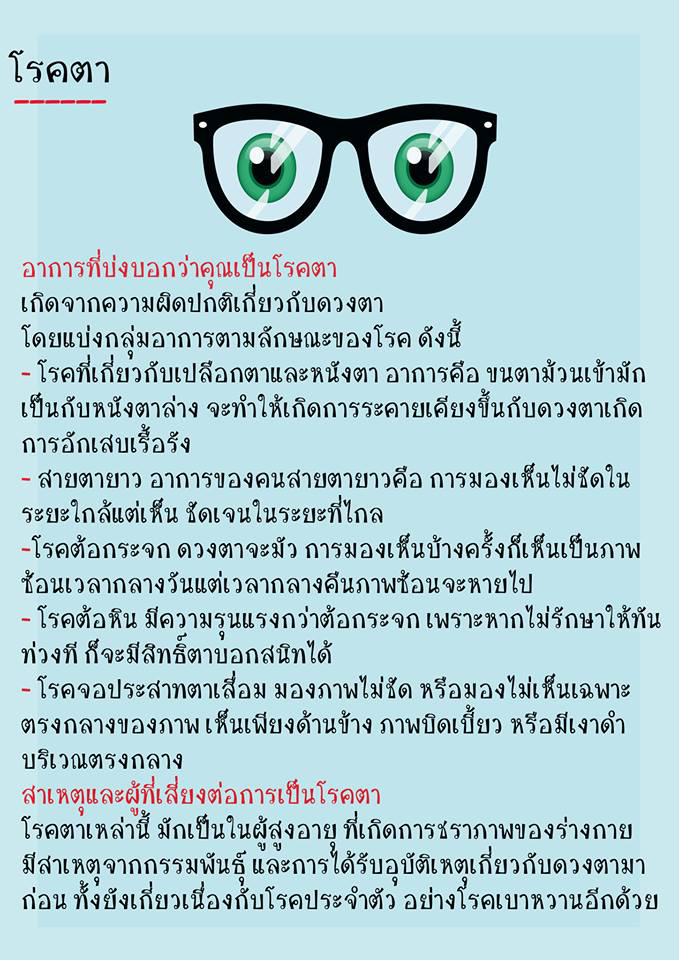 โรคตา
อาการที่บ่งบอกว่าคุณเป็นโรคตา
เกิดจากความผิดปกติเกี่ยวกับดวงตา
โดยแบ่งกลุ่มอาการตามลักษณะของโรค ดังนี้
- โรคที่เกี่ยวกับเปลือกตาและหนังตา อาการคือ ขนตาม้วนเข้ามัก
เป็นกับหนังตาล่าง จะทำให้เกิดการระคายเคียงขึ้นกับดวงตาเกิด
การอักเสบเรื้อรัง
- สายตายาว อาการของคนสายตายาวคือ การมองเห็นไม่ชัดใน
ระยะใกล้แต่เห็น ชัดเจนในระยะที่ไกล
-โรคต้อกระจก ดวงตาจะมัว การมองเห็นบ้างครั้งก็เห็นเป็นภาพ
ซ้อนเวลากลางวันแต่เวลากลางคืนภาพซ้อนจะหายไป
- โรคต้อหิน มีความรุนแรงกว่าต้อกระจก เพราะหากไม่รักษาให้ทัน
ท่วงที ก็จะมีสิทธิ์ตาบอกสนิทได้
- โรคจอประสาทตาเสื่อม มองภาพไม่ชัด หรือมองไม่เห็นเฉพาะ
ตรงกลางของภาพ เห็นเพียงด้านข้าง ภาพบิดเบี้ยว หรือมีเงาดำ
บริเวณตรงกลาง
สาเหตุและผู้ที่เสี่ยงต่อการเป็นโรคตา
โรคตาเหล่านี้ มักเป็นในผู้สูงอายุ ที่เกิดการชราภาพของร่างกาย
มีสาเหตุจากกรรมพันธุ์ และการได้รับอุบัติเหตุเกี่ยวกับดวงตามา
ก่อน ทั้งยังเกี่ยวเนื่องกับโรคประจำตัว อย่างโรคเบาหวานอีกด้วย